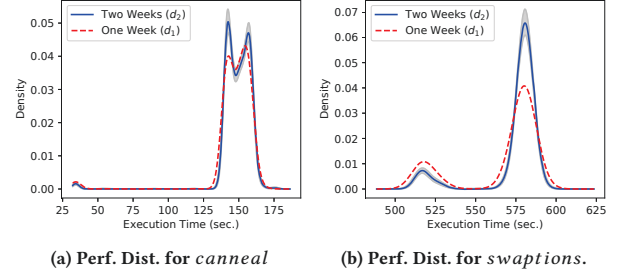 Two Weeks (d₂)
One Week (d₁)
0.05
0.04
0.03
0.02
0.01
0.00
Density
25 50 75 100 125 150 175
Execution Time (sec.)
(a) Perf. Dist. for canneal
Two Weeks (d₂)
One Week (d₁)
0.07
0.06
0.05
0.04
0.03
0.02
0.01
0.00
Density
500 525 550 575 600 625
Execution Time (sec.)
(b) Perf. Dist. for swaptions.